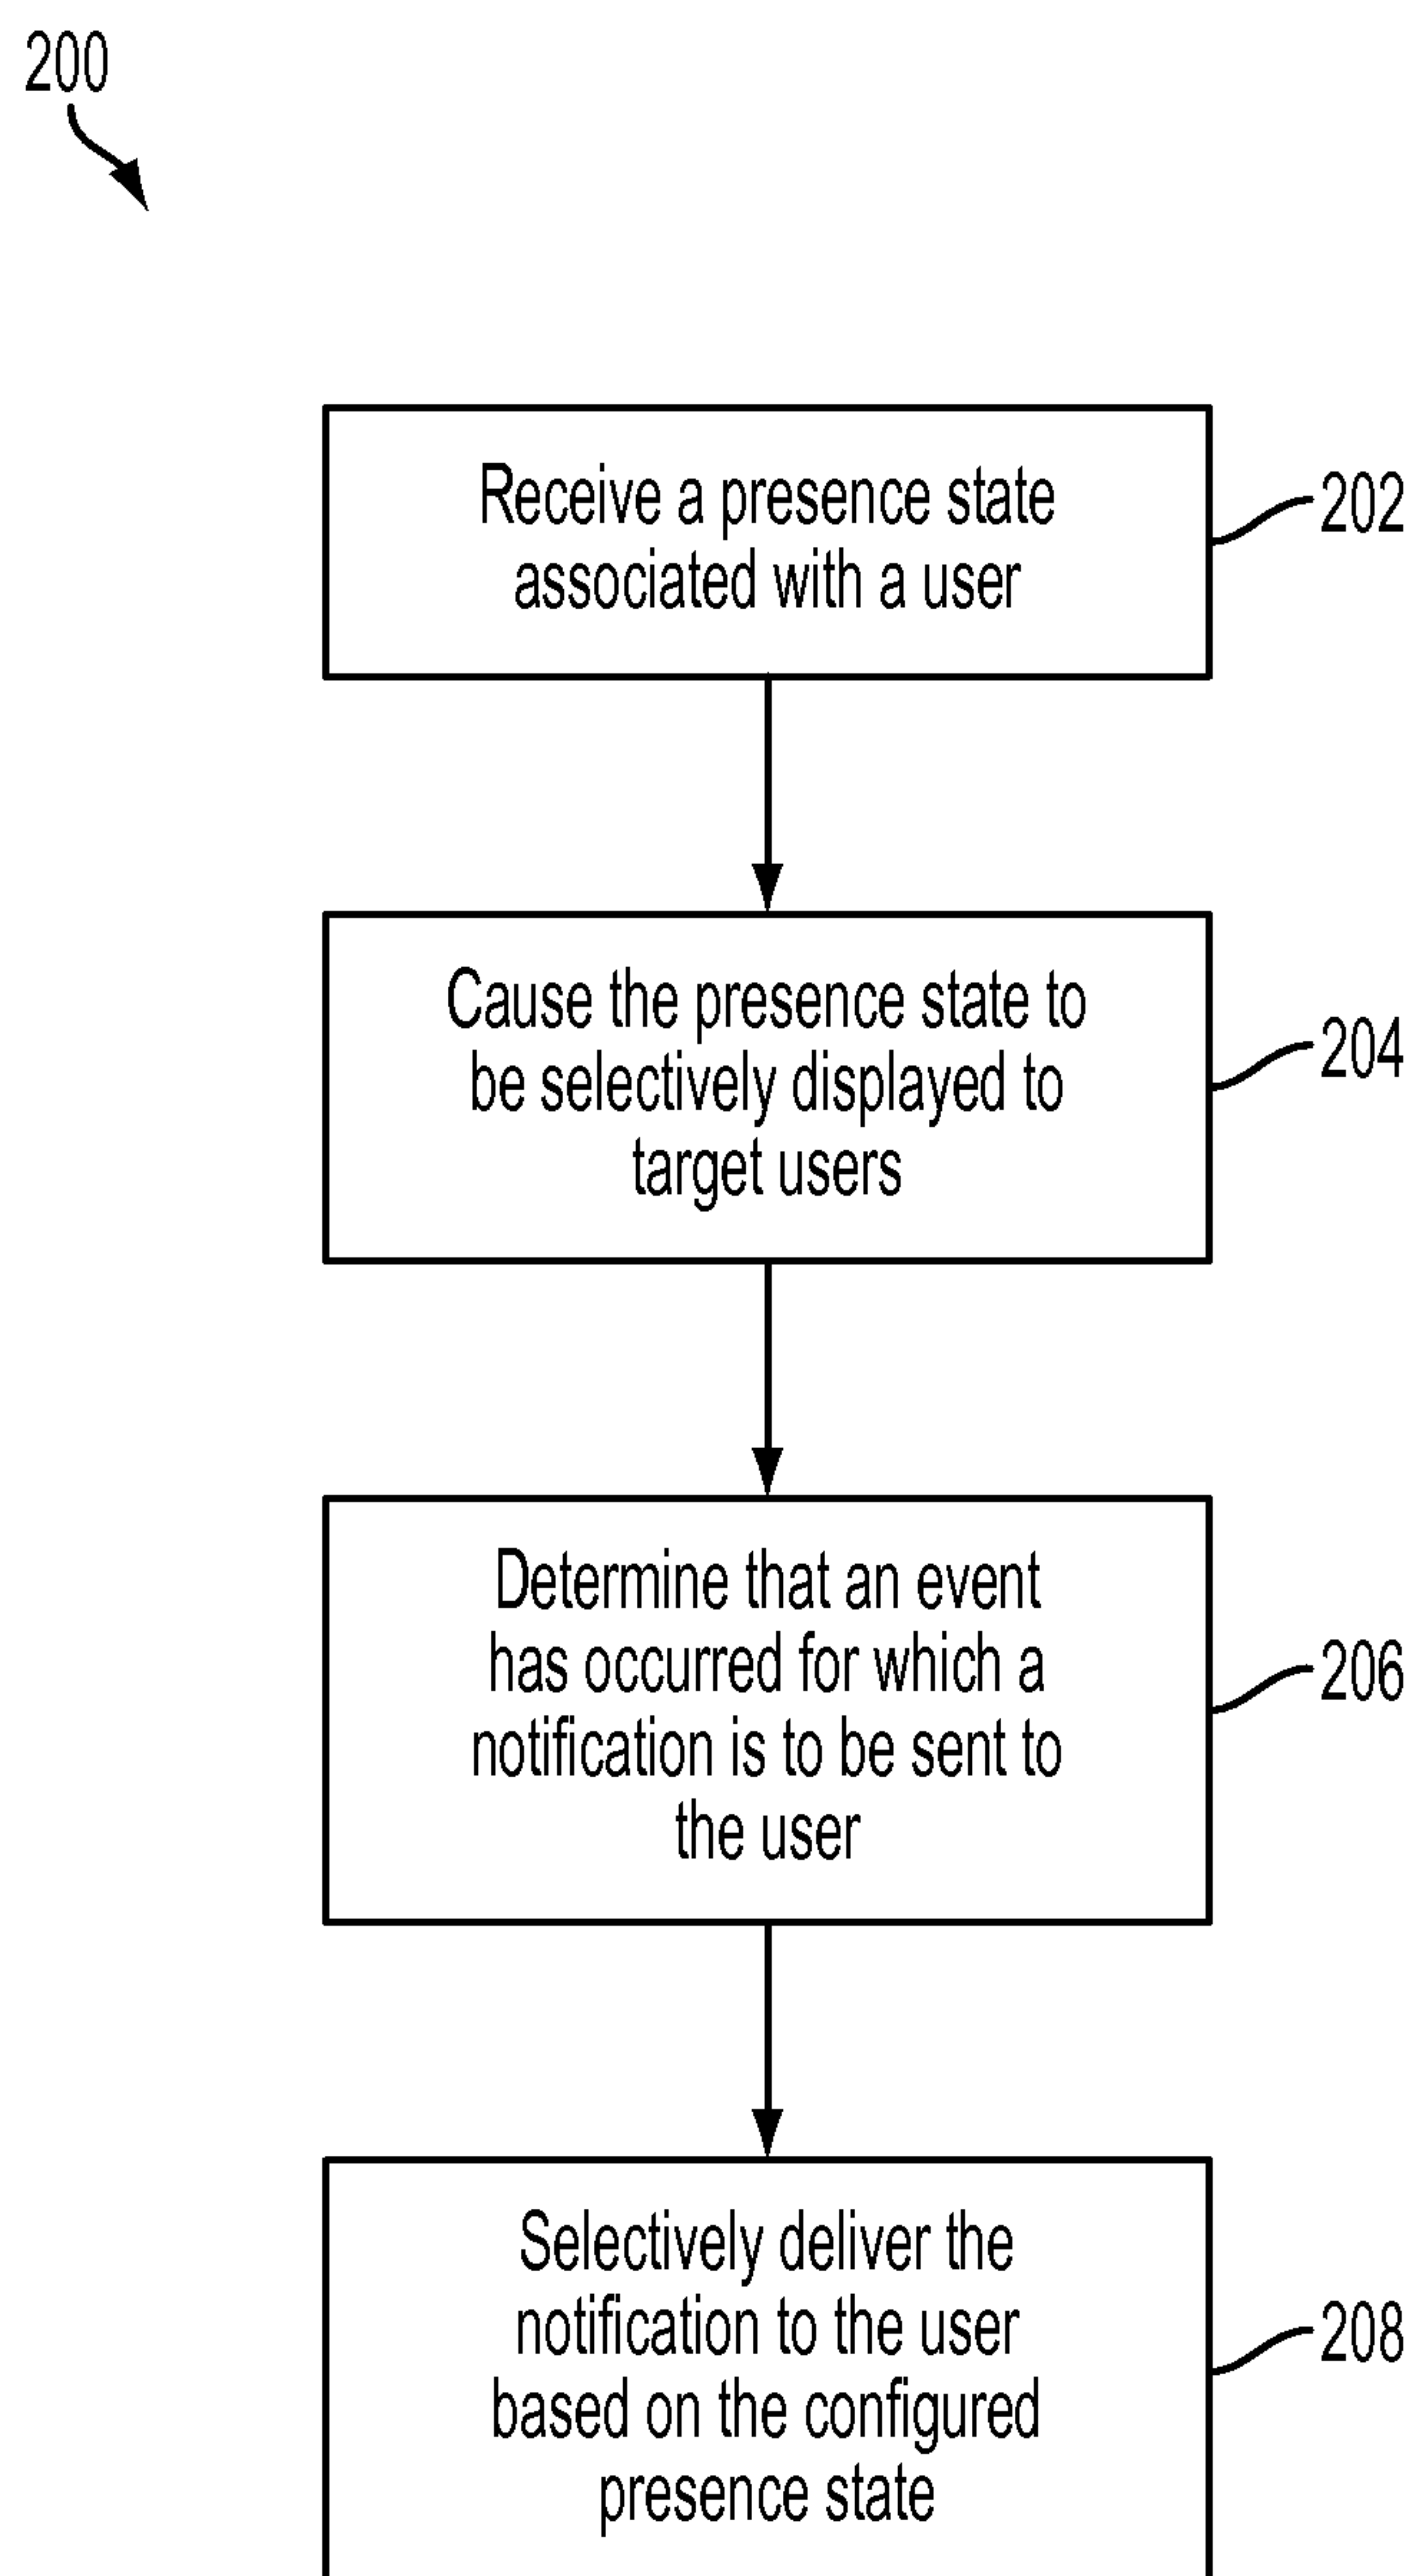 200
Receive a presence state
associated with a user
202
Cause the presence state to
be selectively displayed to
target users
204
Determine that an event
has occurred for which a
notification is to be sent to
the user
206
Selectively deliver the
notification to the user
based on the configured
presence state
208